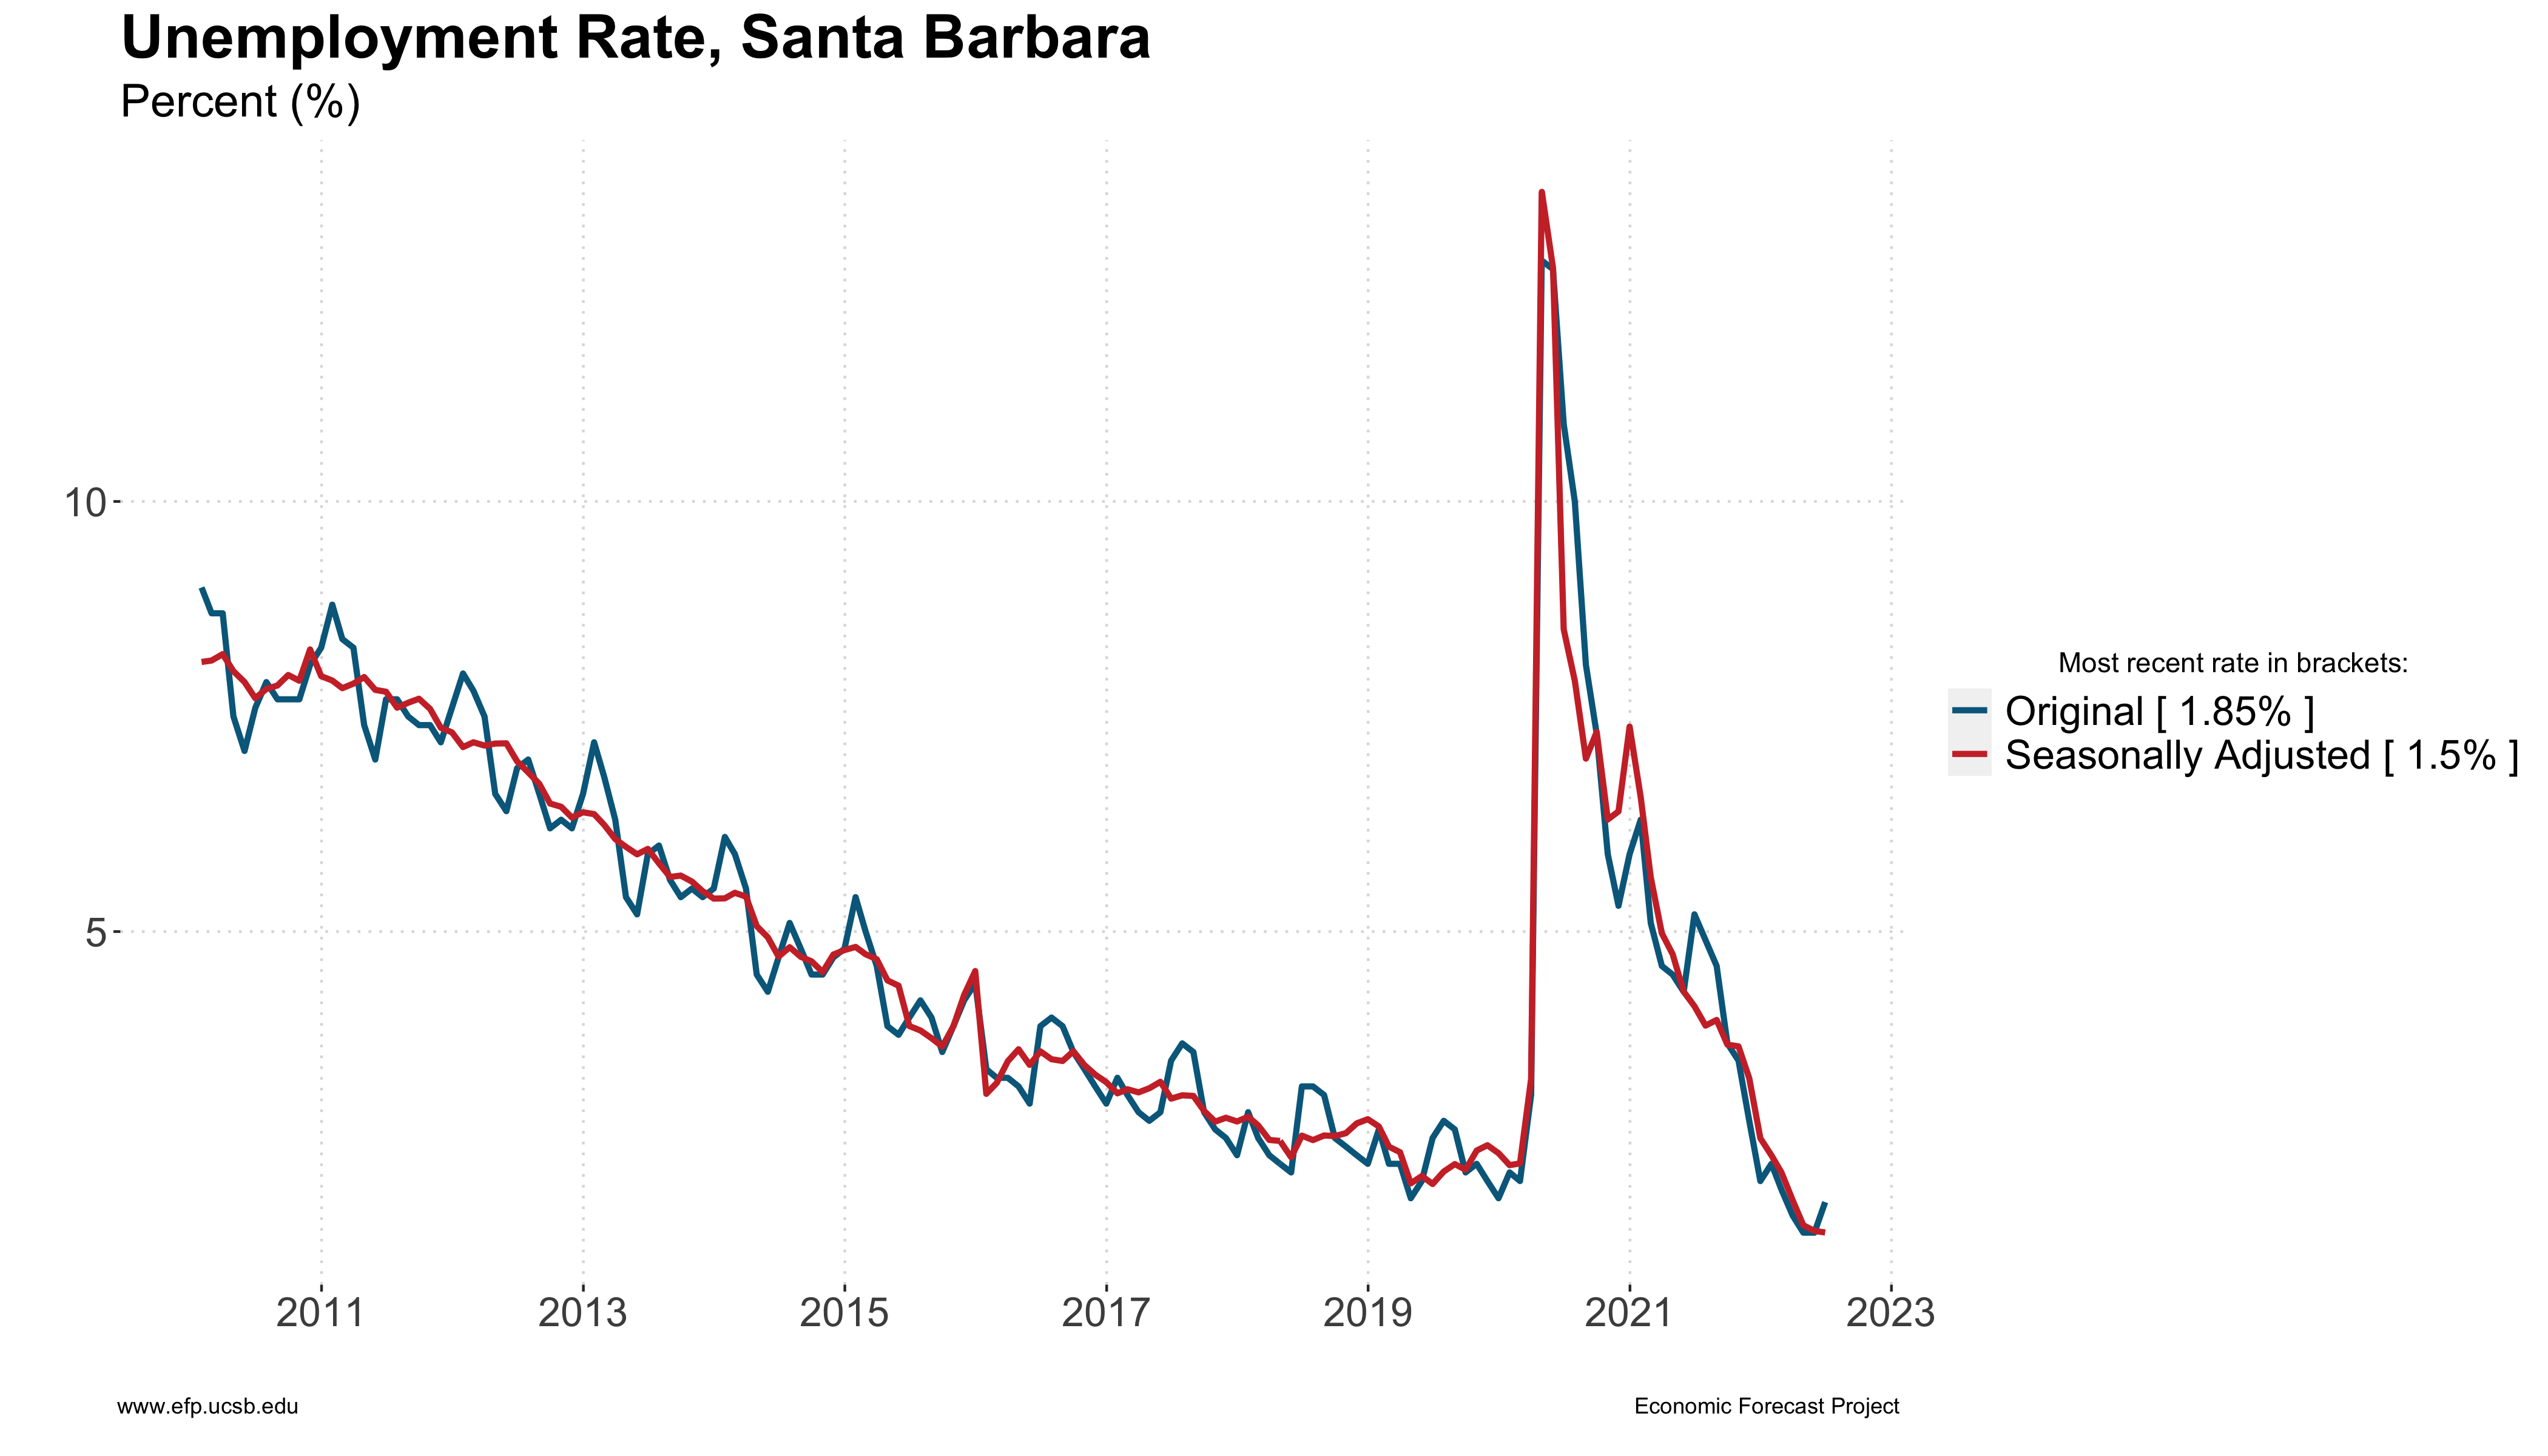 Unemployment Rate, Santa Barbara
Percent (%)
10
5
2011 2013 2015 2017 2019 2021 2023
Most recent rate in brackets:
Original [ 1.85% ]
Seasonally Adjusted [ 1.5% ]
www.efp.ucsb.edu
Economic Forecast Project